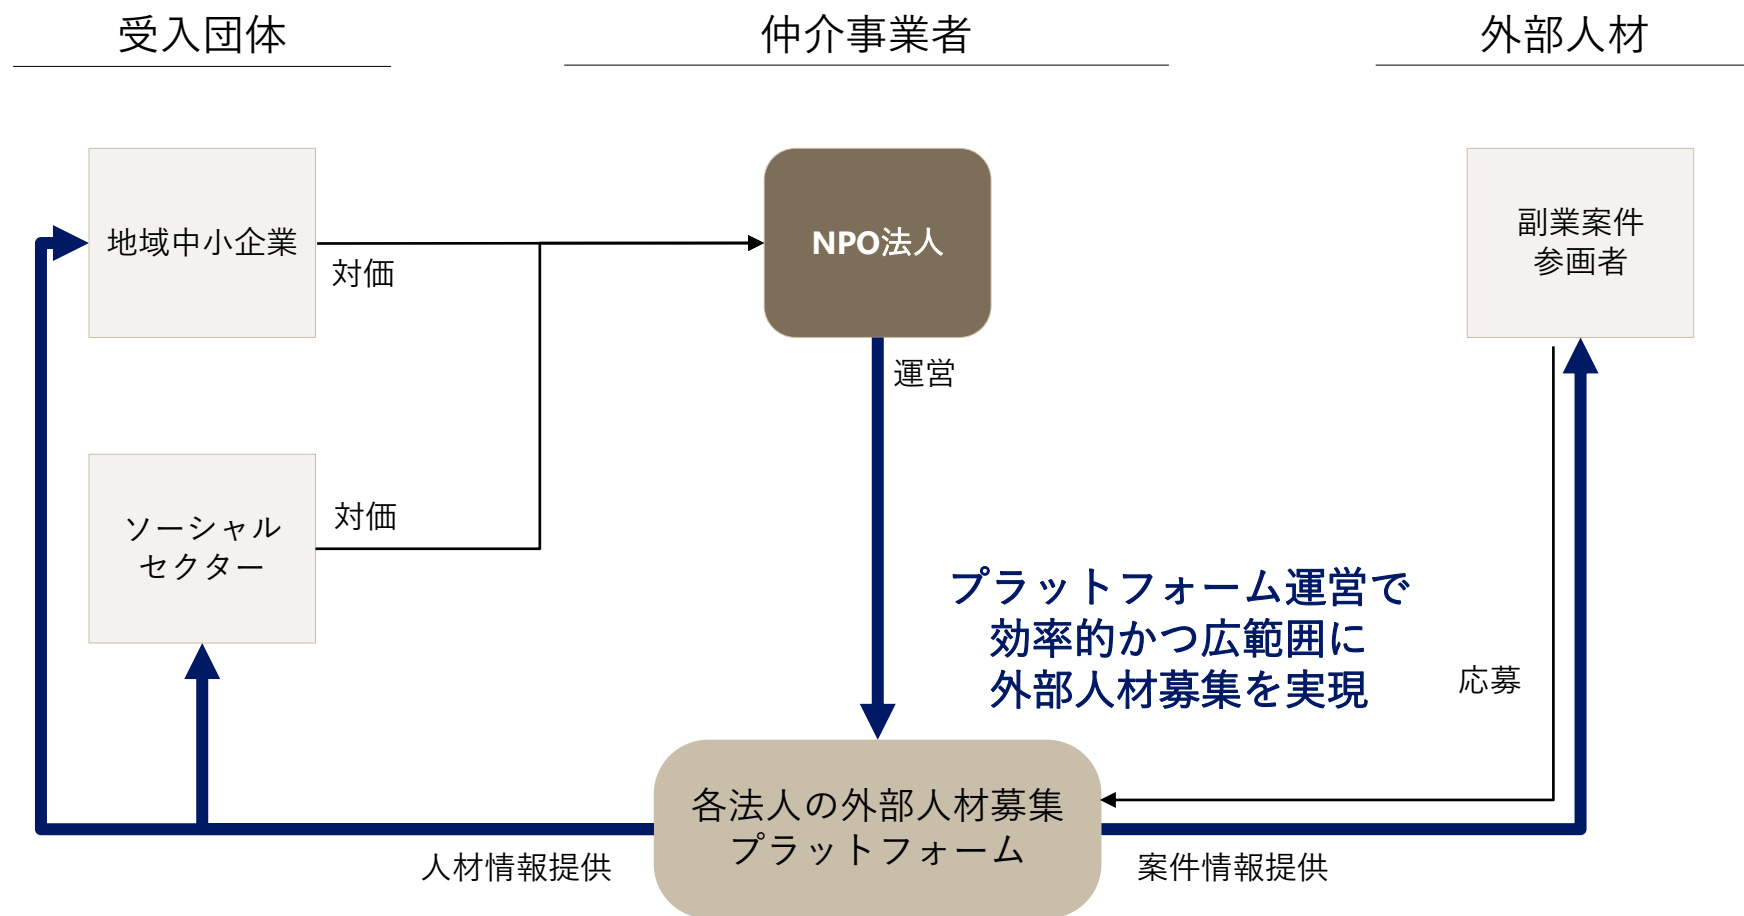 受入団体
仲介事業者
外部人材
地域中小企業
対価
NPO法人
副業案件
参画者
運営
ソーシャル
セクター
対価
プラットフォーム運営で
効率的かつ広範囲に
外部人材募集を実現
応募
各法人の外部人材募集
プラットフォーム
人材情報提供
案件情報提供